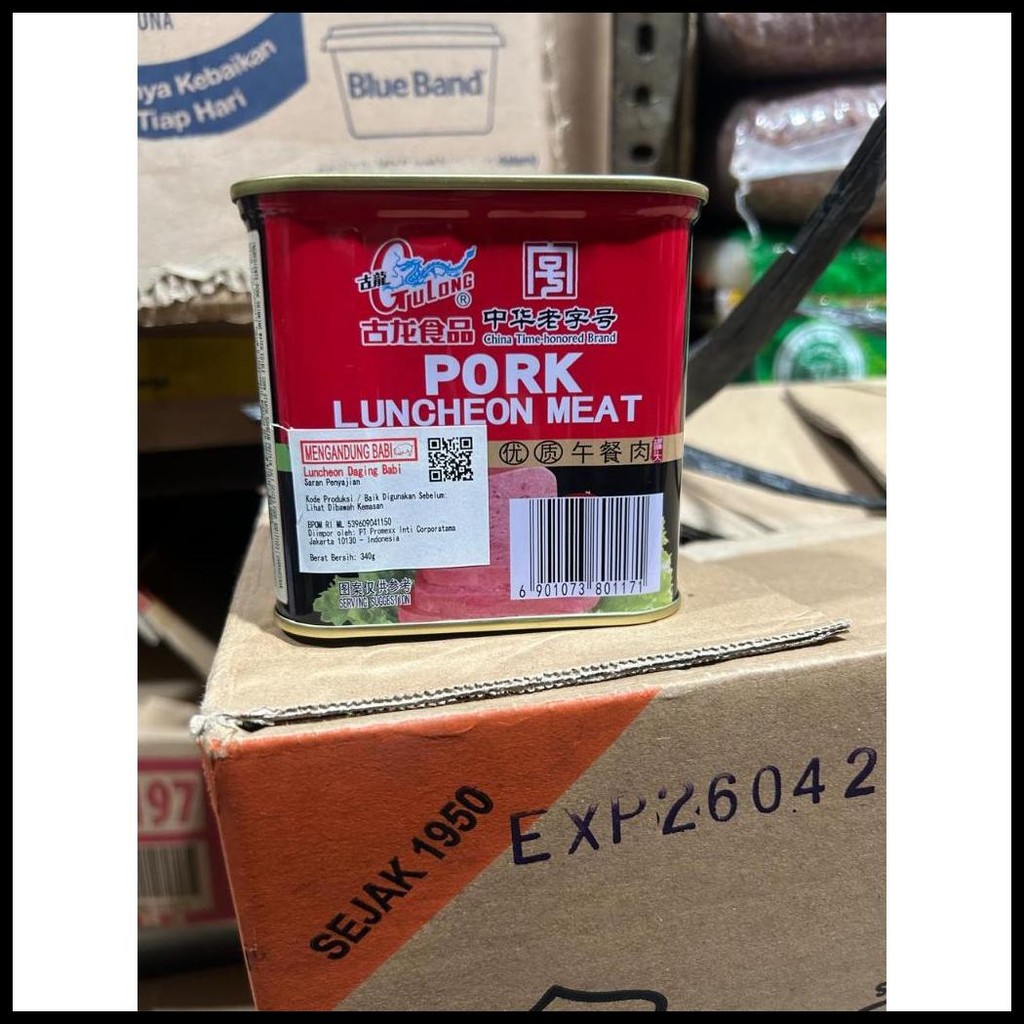 UNA
ya Kebaikan
Tiap Hari
Blue Band
古龍
GULONG®
古龙食品
中华老字号
China Time-honored Brand
PORK
LUNCHEON MEAT
优质午餐肉
MENGANDUNG BABI
Luncheon Daging Babi
Saran Penyajian
Kode Produksi / Baik Digunakan Sebelum:
Lihat Dibawah Kemasan
BPOM RI ML 539609041150
Diimpor oleh: PT Promexx Inti Corporatama
Jakarta 10130 - Indonesia
Berat Bersih: 340g
图案仅供参考
SERVING SUGGESTION
6 901073 801171
197
SEJAK 1950
EXP26042